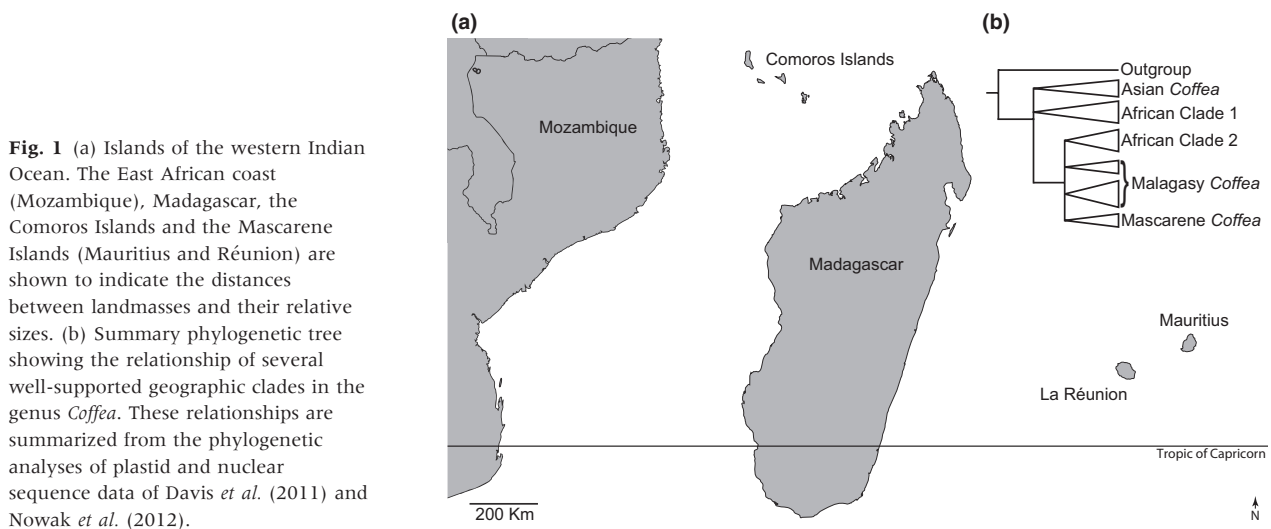 Fig. 1 (a) Islands of the western Indian
Ocean. The East African coast
(Mozambique), Madagascar, the
Comoros Islands and the Mascarene
Islands (Mauritius and Réunion) are
shown to indicate the distances
between landmasses and their relative
sizes. (b) Summary phylogenetic tree
showing the relationship of several
well-supported geographic clades in the
genus Coffea. These relationships are
summarized from the phylogenetic
analyses of plastid and nuclear
sequence data of Davis et al. (2011) and
Nowak et al. (2012).
(a)
Comoros Islands
Mozambique
Madagascar
(b)
Outgroup
Asian Coffea
African Clade 1
African Clade 2
Malagasy Coffea
Mascarene Coffea
Mauritius
La Réunion
Tropic of Capricorn
200 Km
N